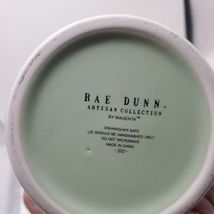 RAE DUNN.
ARTISAN COLLECTION
BY MAGENTA™
DISHWASHER SAFE
LID SHOULD BE HANDWASHED ONLY
DO NOT MICROWAVE
MADE IN CHINA